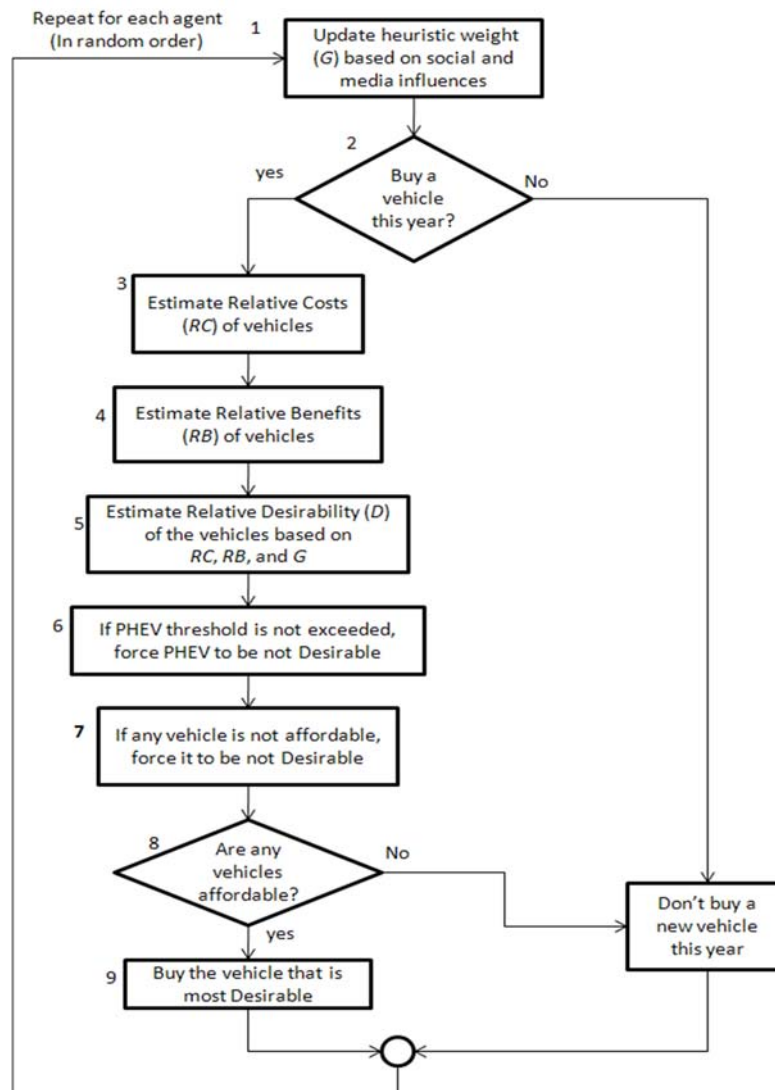 Repeat for each agent
(In random order)
1
Update heuristic weight
(G) based on social and
media influences
2
Buy a
vehicle
this year?
yes
No
3
Estimate Relative Costs
(RC) of vehicles
4
Estimate Relative Benefits
(RB) of vehicles
5
Estimate Relative Desirability (D)
of the vehicles based on
RC, RB, and G
6
If PHEV threshold is not exceeded,
force PHEV to be not Desirable
7
If any vehicle is not affordable,
force it to be not Desirable
8
Are any
vehicles
affordable?
No
yes
Don't buy a
new vehicle
this year
9
Buy the vehicle that is
most Desirable